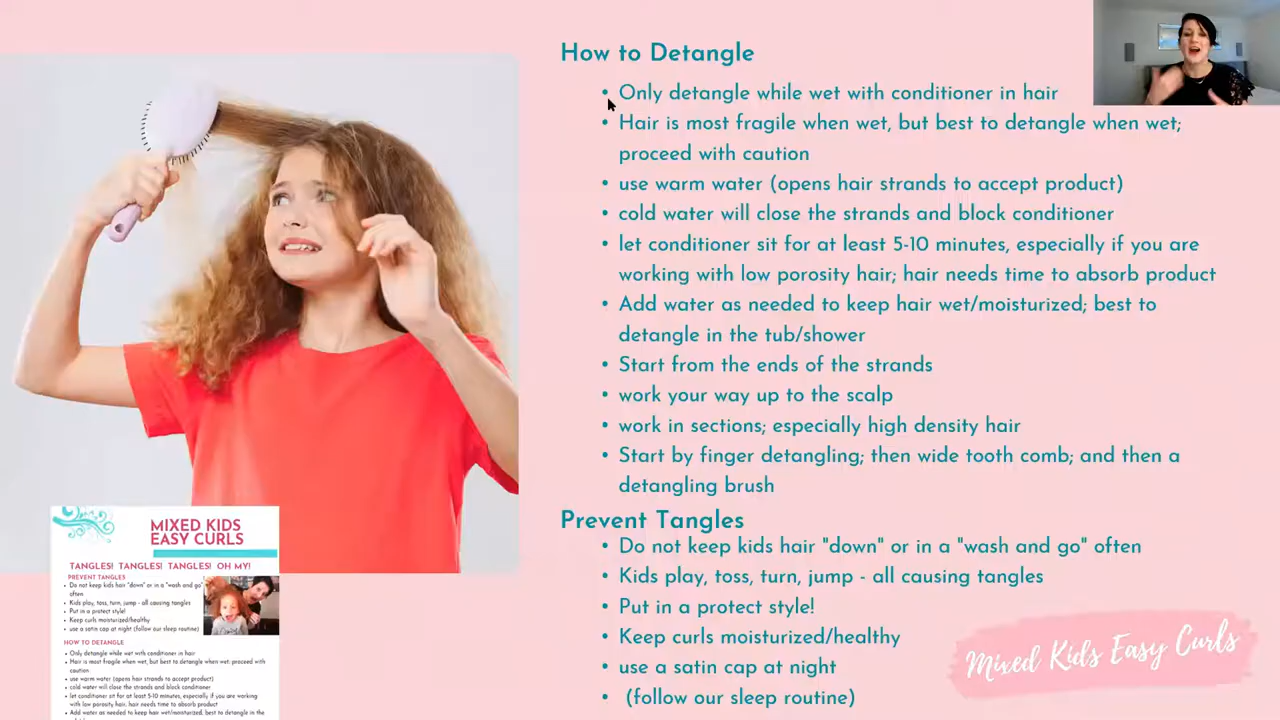 How to Detangle
• Only detangle while wet with conditioner in hair
• Hair is most fragile when wet, but best to detangle when wet;
proceed with caution
• use warm water (opens hair strands to accept product)
• cold water will close the strands and block conditioner
• let conditioner sit for at least 5-10 minutes, especially if you are
working with low porosity hair; hair needs time to absorb product
• Add water as needed to keep hair wet/moisturized; best to
detangle in the tub/shower
• Start from the ends of the strands
• work your way up to the scalp
• work in sections; especially high density hair
• Start by finger detangling; then wide tooth comb; and then a
detangling brush
Prevent Tangles
• Do not keep kids hair "down" or in a "wash and go" often
• Kids play, toss, turn, jump - all causing tangles
• Put in a protect style!
• Keep curls moisturized/healthy
• use a satin cap at night
• (follow our sleep routine)
Mixed Kids Easy Curls
MIXED KIDS
EASY CURLS
TANGLES! TANGLES! TANGLES! OH MY!
PREVENT TANGLES
• Do not keep kids hair "down" or in a "wash and go"
often
• Kids play, toss, turn, jump - all causing tangles
• Put in a protect style!
• Keep curls moisturized/healthy
• use a satin cap at night (follow our sleep routine)
HOW TO DETANGLE
• Only detangle while wet with conditioner in hair
• Hair is most fragile when wet, but best to detangle when wet; proceed with
caution
• use warm water (opens hair strands to accept product)
• cold water will close the strands and block conditioner
• let conditioner sit for at least 5-10 minutes, especially if you are working
with low porosity hair; hair needs time to absorb product
• Add water as needed to keep hair wet/moisturized; best to detangle in the